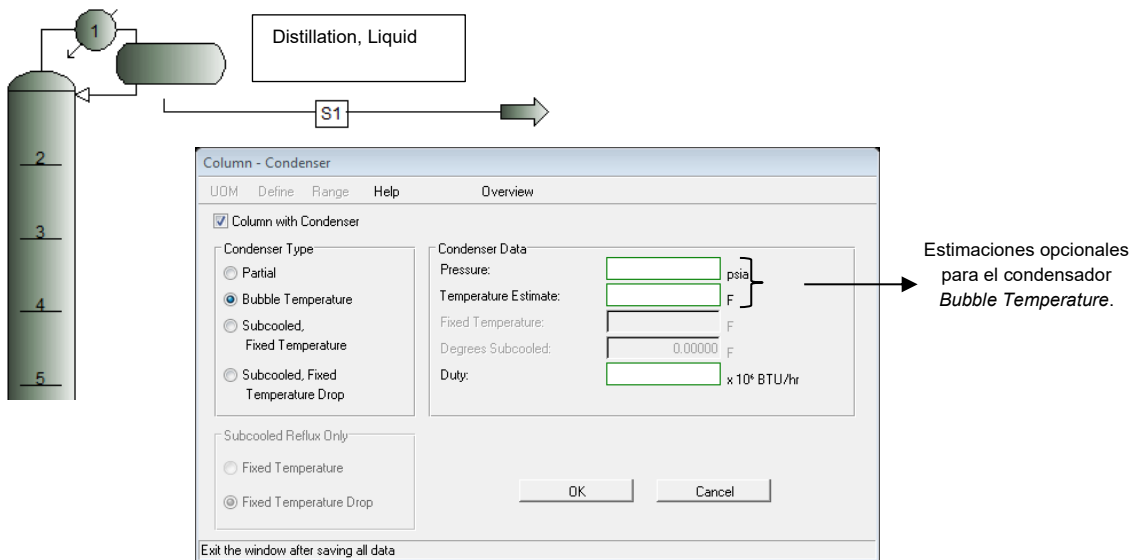 1
Distillation, Liquid
S1
2
3
4
5
Column - Condenser
UOM Define Range Help Overview
Column with Condenser
Condenser Type
Partial
Bubble Temperature
Subcooled,
Fixed Temperature
Subcooled, Fixed
Temperature Drop
Condenser Data
Pressure: psia
Temperature Estimate: F
Fixed Temperature: F
Degrees Subcooled: 0.00000 F
Duty: x 10⁶ BTU/hr
Estimaciones opcionales
para el condensador
Bubble Temperature.
Subcooled Reflux Only
Fixed Temperature
Fixed Temperature Drop
OK Cancel
Exit the window after saving all data